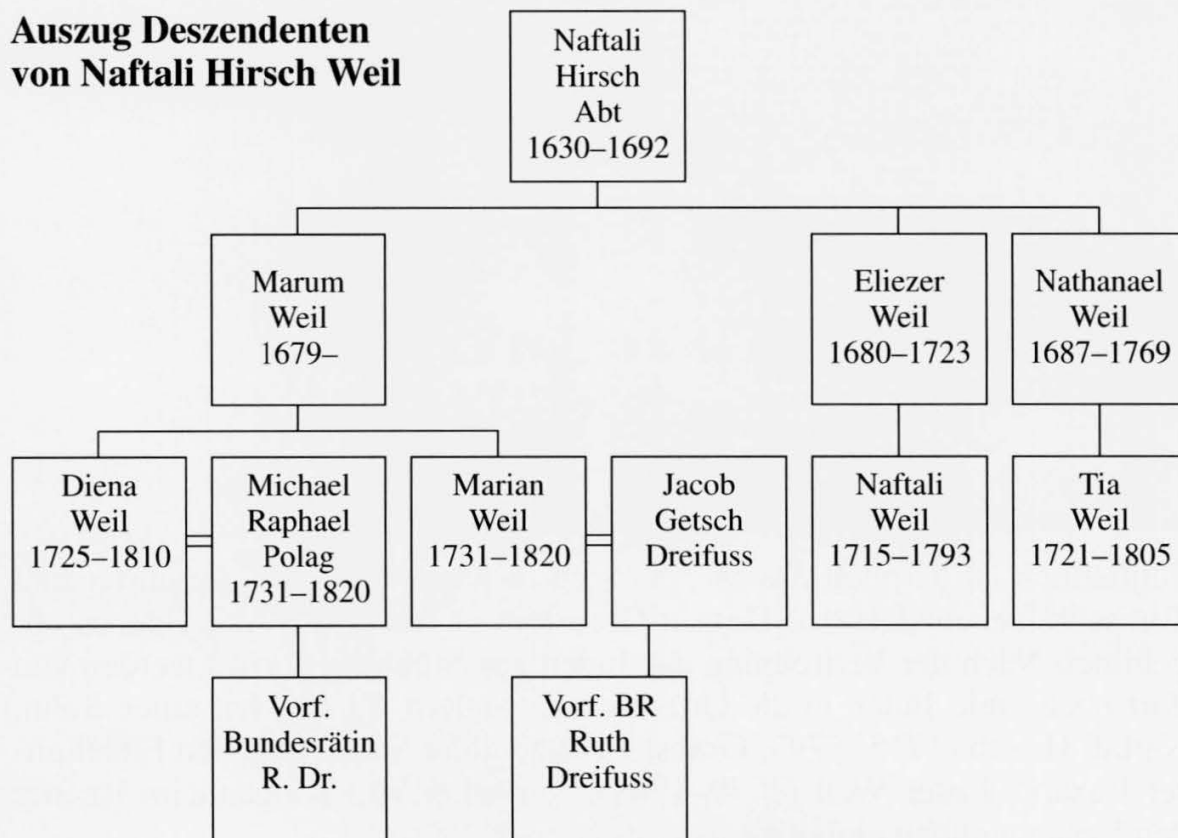 Auszug Deszendenten
von Naftali Hirsch Weil
Naftali
Hirsch
Abt
1630–1692
Marum
Weil
1679–
Eliezer
Weil
1680–1723
Nathanael
Weil
1687–1769
Diena
Weil
1725–1810
Michael
Raphael
Polag
1731–1820
Marian
Weil
1731–1820
Jacob
Getsch
Dreifuss
Naftali
Weil
1715–1793
Tia
Weil
1721–1805
Vorf.
Bundesrätin
R. Dr.
Vorf. BR
Ruth
Dreifuss